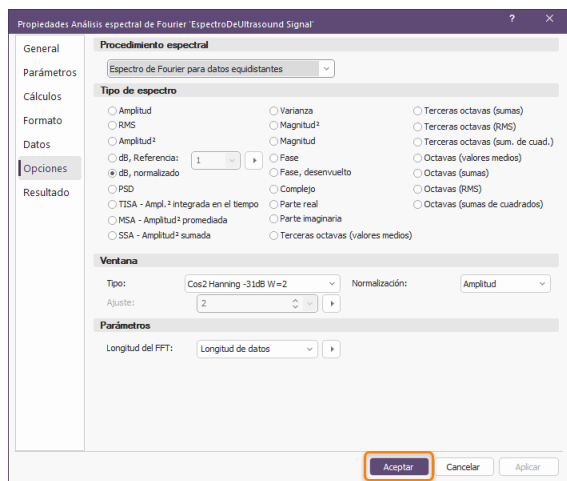 Propiedades Análisis espectral de Fourier 'EspectroDeUltrasound Signal' ? ×
General
Parámetros
Cálculos
Formato
Datos
Opciones
Resultado
Procedimiento espectral
Espectro de Fourier para datos equidistantes
Tipo de espectro
Amplitud
RMS
Amplitud²
dB, Referencia: 1
dB, normalizado
PSD
TISA - Ampl.² integrada en el tiempo
MSA - Amplitud² promediada
SSA - Amplitud² sumada
Varianza
Magnitud²
Magnitud
Fase
Fase, desenvuelto
Complejo
Parte real
Parte imaginaria
Terceras octavas (valores medios)
Terceras octavas (sumas)
Terceras octavas (RMS)
Terceras octavas (sum. de cuad.)
Octavas (valores medios)
Octavas (sumas)
Octavas (RMS)
Octavas (sumas de cuadrados)
Ventana
Tipo: Cos2 Hanning -31dB W=2 Normalización: Amplitud
Ajuste: 2
Parámetros
Longitud del FFT: Longitud de datos
Aceptar Cancelar Aplicar